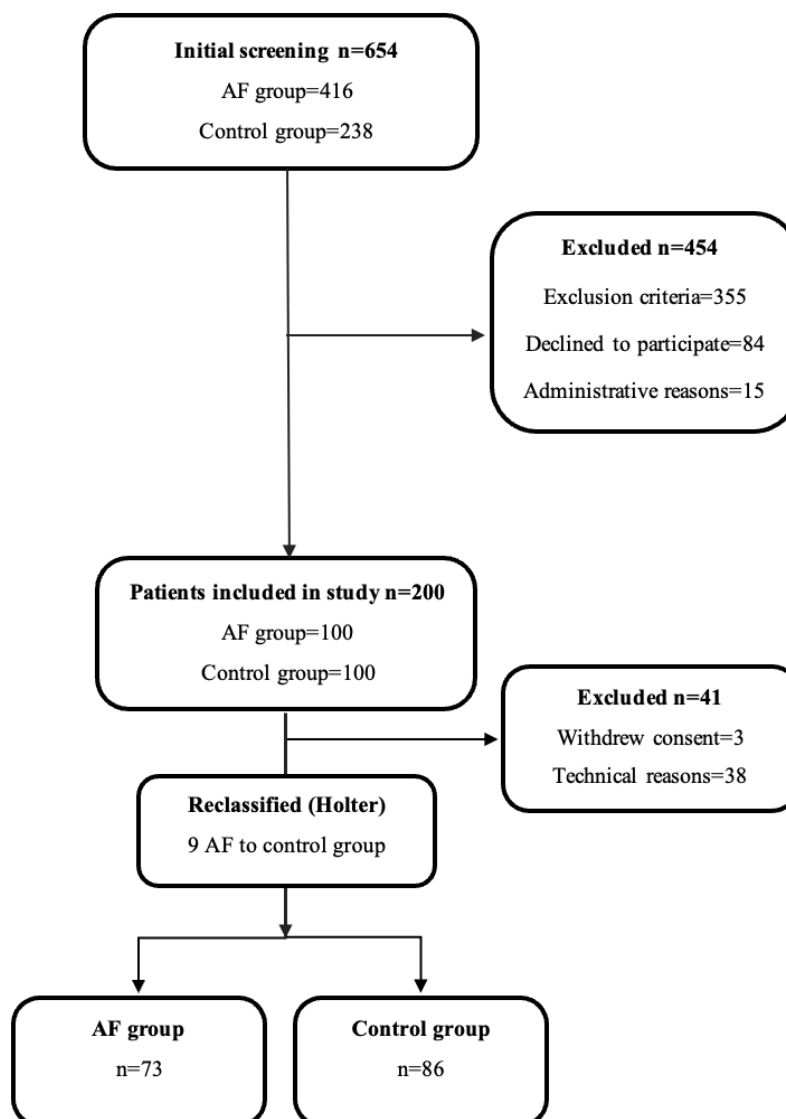 Initial screening n=654
AF group=416
Control group=238
Excluded n=454
Exclusion criteria=355
Declined to participate=84
Administrative reasons=15
Patients included in study n=200
AF group=100
Control group=100
Excluded n=41
Withdrew consent=3
Technical reasons=38
Reclassified (Holter)
9 AF to control group
AF group
n=73
Control group
n=86